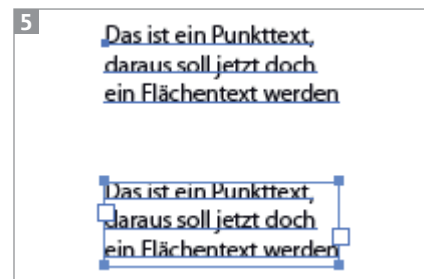 5
Das ist ein Punkttext,
daraus soll jetzt doch
ein Flächentext werden
Das ist ein Punkttext,
daraus soll jetzt doch
ein Flächentext werden